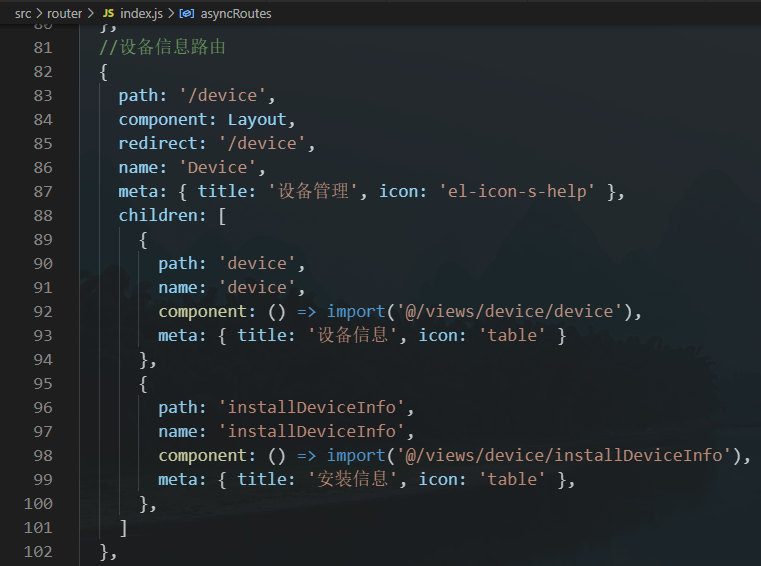 src > router > JS index.js > asyncRoutes
80 },
81 //设备信息路由
82 {
83 path: '/device',
84 component: Layout,
85 redirect: '/device',
86 name: 'Device',
87 meta: { title: '设备管理', icon: 'el-icon-s-help' },
88 children: [
89 {
90 path: 'device',
91 name: 'device',
92 component: () => import('@/views/device/device'),
93 meta: { title: '设备信息', icon: 'table' }
94 },
95 {
96 path: 'installDeviceInfo',
97 name: 'installDeviceInfo',
98 component: () => import('@/views/device/installDeviceInfo'),
99 meta: { title: '安装信息', icon: 'table' },
100 },
101 ]
102 },